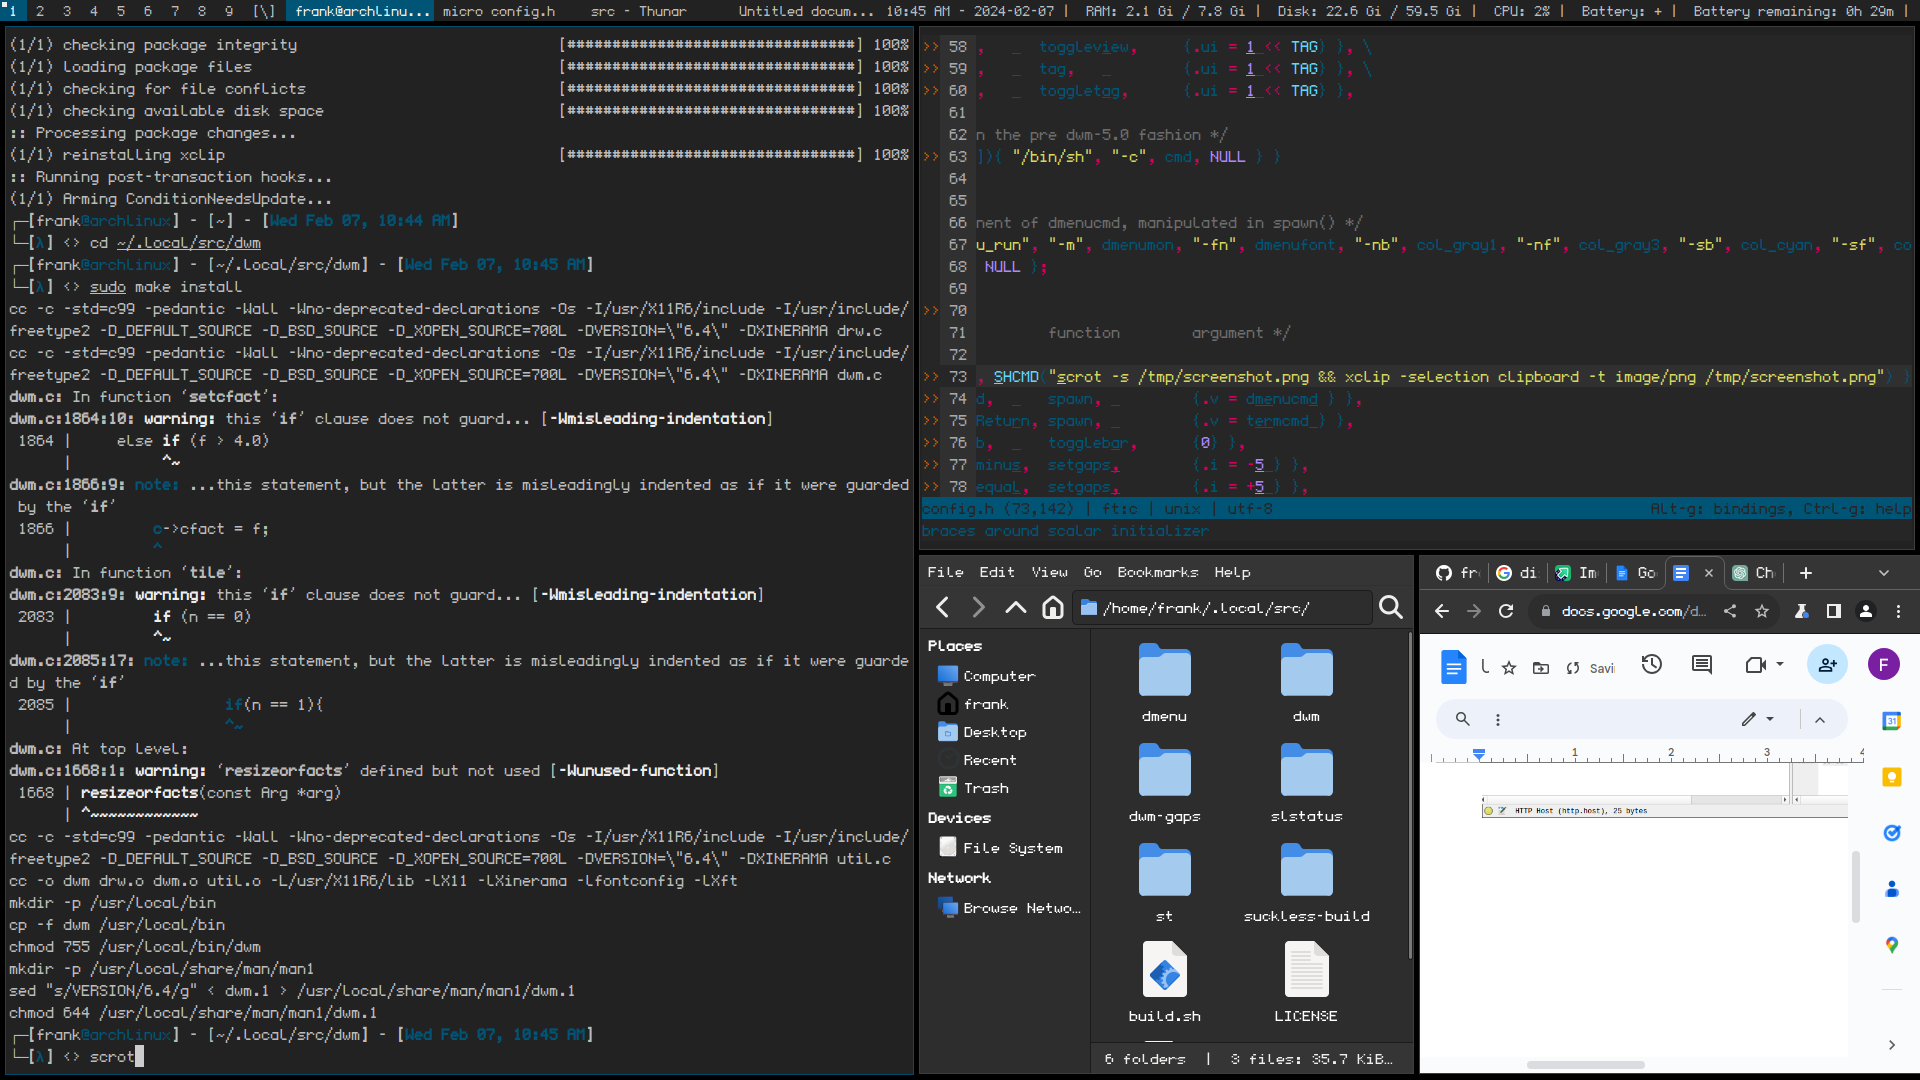 1 2 3 4 5 6 7 8 9 [\] frank@archlinu... micro config.h src - Thunar Untitled docum... 10:45 AM - 2024-02-07 | RAM: 2.1 Gi / 7.8 Gi | Disk: 22.6 Gi / 59.5 Gi | CPU: 2% | Battery: + | Battery remaining: 0h 29m |
(1/1) checking package integrity [################################] 100%
(1/1) loading package files [################################] 100%
(1/1) checking for file conflicts [################################] 100%
(1/1) checking available disk space [################################] 100%
:: Processing package changes...
(1/1) reinstalling xclip [################################] 100%
:: Running post-transaction hooks...
(1/1) Arming ConditionNeedsUpdate...
┌─[frank@archlinux] - [~] - [Wed Feb 07, 10:44 AM]
└─[λ] <> cd ~/.local/src/dwm
┌─[frank@archlinux] - [~/.local/src/dwm] - [Wed Feb 07, 10:45 AM]
└─[λ] <> sudo make install
cc -c -std=c99 -pedantic -Wall -Wno-deprecated-declarations -Os -I/usr/X11R6/include -I/usr/include/
freetype2 -D_DEFAULT_SOURCE -D_BSD_SOURCE -D_XOPEN_SOURCE=700L -DVERSION=\"6.4\" -DXINERAMA drw.c
cc -c -std=c99 -pedantic -Wall -Wno-deprecated-declarations -Os -I/usr/X11R6/include -I/usr/include/
freetype2 -D_DEFAULT_SOURCE -D_BSD_SOURCE -D_XOPEN_SOURCE=700L -DVERSION=\"6.4\" -DXINERAMA dwm.c
dwm.c: In function ‘setcfact’:
dwm.c:1864:10: warning: this ‘if’ clause does not guard... [-Wmisleading-indentation]
1864 | else if (f > 4.0)
| ^~
dwm.c:1866:9: note: ...this statement, but the latter is misleadingly indented as if it were guarded
by the ‘if’
1866 | c->cfact = f;
| ^
dwm.c: In function ‘tile’:
dwm.c:2083:9: warning: this ‘if’ clause does not guard... [-Wmisleading-indentation]
2083 | if (n == 0)
| ^~
dwm.c:2085:17: note: ...this statement, but the latter is misleadingly indented as if it were guarde
d by the ‘if’
2085 | if(n == 1){
| ^~
dwm.c: At top level:
dwm.c:1668:1: warning: ‘resizeorfacts’ defined but not used [-Wunused-function]
1668 | resizeorfacts(const Arg *arg)
| ^~~~~~~~~~~~~
cc -c -std=c99 -pedantic -Wall -Wno-deprecated-declarations -Os -I/usr/X11R6/include -I/usr/include/
freetype2 -D_DEFAULT_SOURCE -D_BSD_SOURCE -D_XOPEN_SOURCE=700L -DVERSION=\"6.4\" -DXINERAMA util.c
cc -o dwm drw.o dwm.o util.o -L/usr/X11R6/lib -lX11 -lXinerama -lfontconfig -lXft
mkdir -p /usr/local/bin
cp -f dwm /usr/local/bin
chmod 755 /usr/local/bin/dwm
mkdir -p /usr/local/share/man/man1
sed "s/VERSION/6.4/g" < dwm.1 > /usr/local/share/man/man1/dwm.1
chmod 644 /usr/local/share/man/man1/dwm.1
┌─[frank@archlinux] - [~/.local/src/dwm] - [Wed Feb 07, 10:45 AM]
└─[λ] <> scrot
>> 58 , _ toggleview, {.ui = 1 << TAG} }, \
>> 59 , _ tag, _ {.ui = 1 << TAG} }, \
>> 60 , _ toggletag, {.ui = 1 << TAG} },
61
62 n the pre dwm-5.0 fashion */
>> 63 ]){ "/bin/sh", "-c", cmd, NULL } }
64
65
66 nent of dmenucmd, manipulated in spawn() */
67 u_run", "-m", dmenumon, "-fn", dmenufont, "-nb", col_gray1, "-nf", col_gray3, "-sb", col_cyan, "-sf", co
68 NULL };
69
>> 70
71 function argument */
72
>> 73 , SHCMD("scrot -s /tmp/screenshot.png && xclip -selection clipboard -t image/png /tmp/screenshot.png") }
>> 74 d, _ spawn, _ {.v = dmenucmd } },
>> 75 Return, spawn, _ {.v = termcmd } },
>> 76 b, _ togglebar, {0} },
>> 77 minus, setgaps, {.i = -5 } },
>> 78 equal, setgaps, {.i = +5 } },
config.h (73,142) | ft:c | unix | utf-8 Alt-g: bindings, Ctrl-g: help
braces around scalar initializer
File Edit View Go Bookmarks Help
/home/frank/.local/src/
Places
Computer
frank
Desktop
Recent
Trash
Devices
File System
Network
Browse Netwo...
dmenu dwm
dwm-gaps slstatus
st suckless-build
build.sh LICENSE
6 folders | 3 files: 35.7 KiB...
fr di Im Go Ch
docs.google.com/d...
Savi
F
31
1 2 3 4
HTTP Host (http.host), 25 bytes